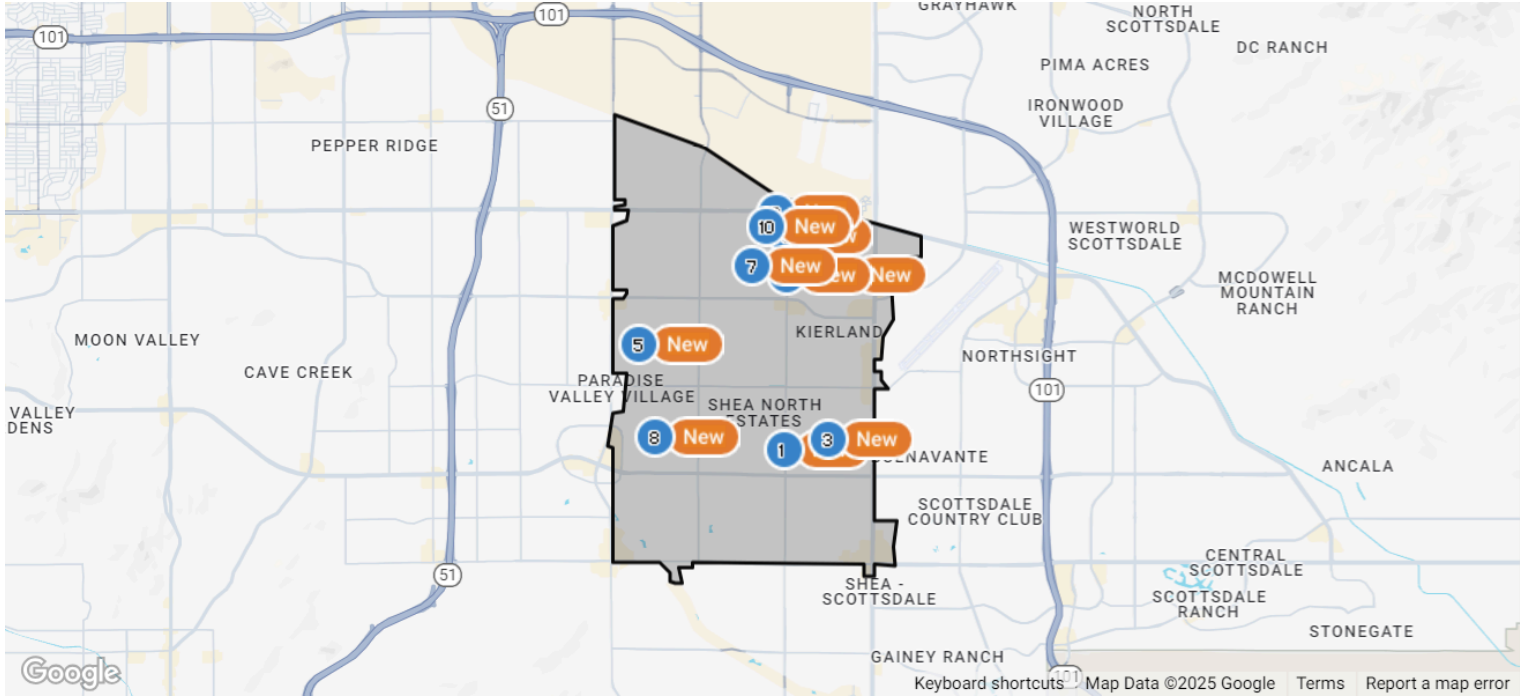 GRAYHAWK
101
NORTH
SCOTTSDALE
101
DC RANCH
PIMA ACRES
51
IRONWOOD
VILLAGE
PEPPER RIDGE
10
New
WESTWORLD
SCOTTSDALE
7
New
New
MCDOWELL
MOUNTAIN
RANCH
KIERLAND
MOON VALLEY
5
New
NORTHSIGHT
CAVE CREEK
PARADISE
VALLEY VILLAGE
101
SHEA NORTH
ESTATES
VALLEY
DENS
8
New
1
3
New
ENAVANTE
ANCALA
SCOTTSDALE
COUNTRY CLUB
CENTRAL
SCOTTSDALE
51
SHEA -
SCOTTSDALE
SCOTTSDALE
RANCH
STONEGATE
GAINEY RANCH
101
Google
Keyboard shortcuts
Map Data ©2025 Google
Terms
Report a map error